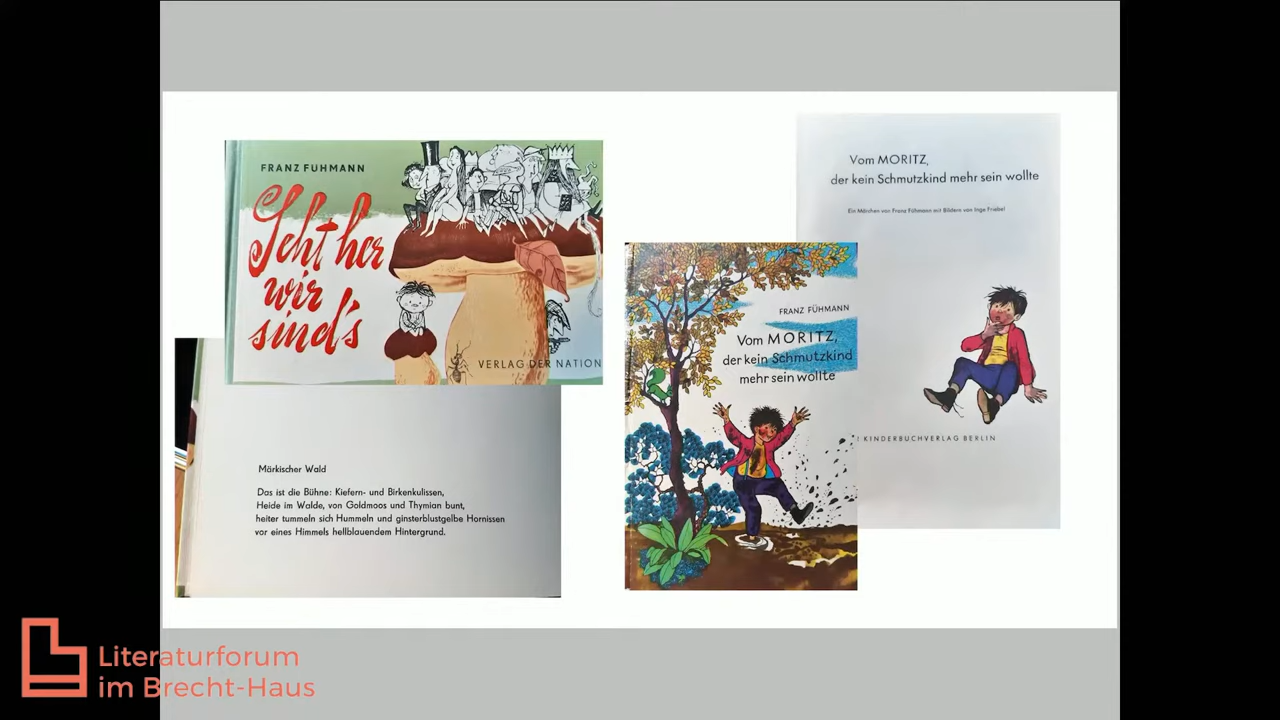 FRANZ FÜHMANN
Seht her
wir
sind's
VERLAG DER NATION
Märkischer Wald
Das ist die Bühne: Kiefern- und Birkenkulissen,
Heide im Walde, von Goldmoos und Thymian bunt,
heiter tummeln sich Hummeln und ginsterblustgelbe Hornissen
vor eines Himmels hellblauendem Hintergrund.
FRANZ FÜHMANN
Vom MORITZ,
der kein Schmutzkind
mehr sein wollte
Vom MORITZ,
der kein Schmutzkind mehr sein wollte
Ein Märchen von Franz Fühmann mit Bildern von Inge Friebel
KINDERBUCHVERLAG BERLIN
Literaturforum
im Brecht-Haus